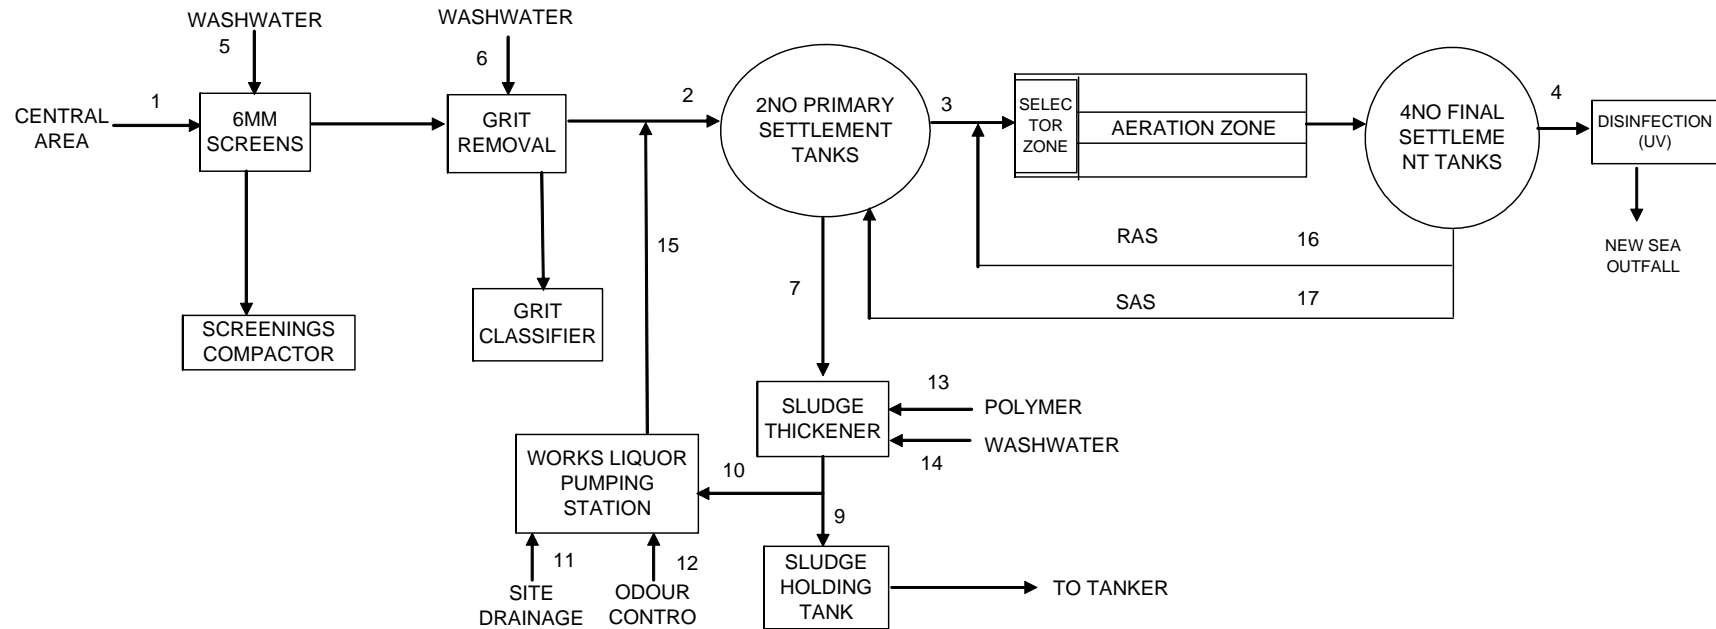 WASHWATER
5
WASHWATER
6
CENTRAL
AREA
1
6MM
SCREENS
GRIT
REMOVAL
2
2NO PRIMARY
SETTLEMENT
TANKS
3
SELEC
TOR
ZONE
AERATION ZONE
4NO FINAL
SETTLEME
NT TANKS
4
DISINFECTION
(UV)
NEW SEA
OUTFALL
RAS
16
SAS
17
15
7
SCREENINGS
COMPACTOR
GRIT
CLASSIFIER
SLUDGE
THICKENER
13
POLYMER
WASHWATER
14
WORKS LIQUOR
PUMPING
STATION
10
9
11
SITE
DRAINAGE
12
ODOUR
CONTRO
SLUDGE
HOLDING
TANK
TO TANKER